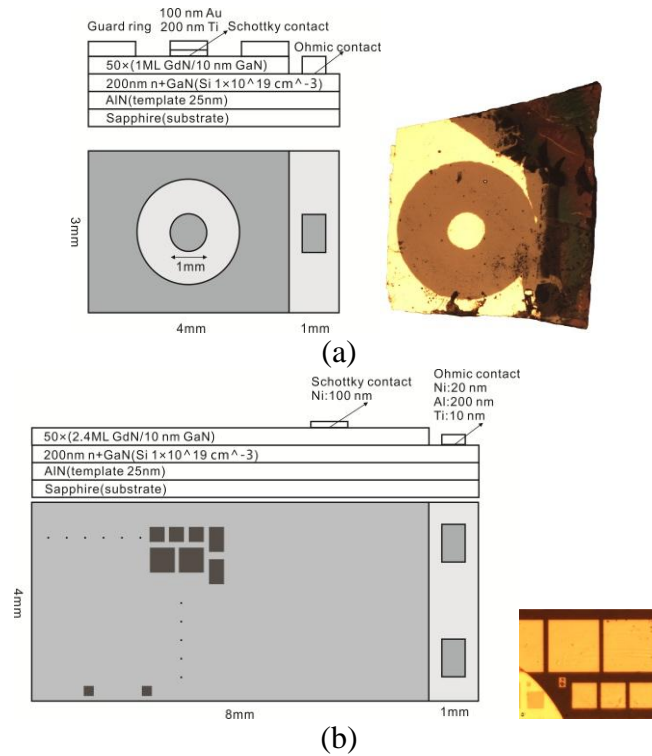 100 nm Au
Guard ring 200 nm Ti Schottky contact
Ohmic contact
50×(1ML GdN/10 nm GaN)
200nm n+GaN(Si 1×10^19 cm^-3)
AlN(template 25nm)
Sapphire(substrate)
3mm
1mm
4mm
1mm
(a)
Schottky contact
Ni:100 nm
Ohmic contact
Ni:20 nm
Al:200 nm
Ti:10 nm
50×(2.4ML GdN/10 nm GaN)
200nm n+GaN(Si 1×10^19 cm^-3)
AlN(template 25nm)
Sapphire(substrate)
4mm
8mm
1mm
(b)